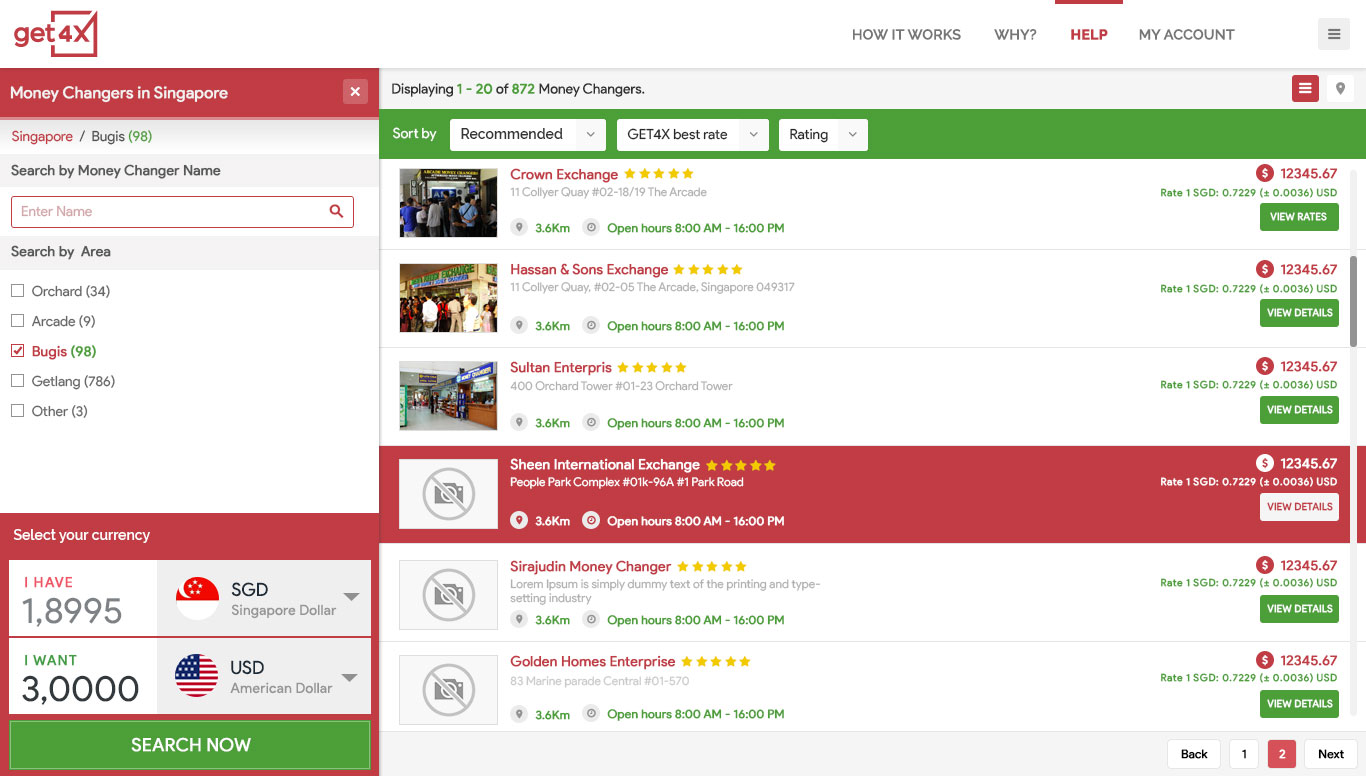 get4X
HOW IT WORKS
WHY?
HELP
MY ACCOUNT
Money Changers in Singapore
Singapore / Bugis (98)
Search by Money Changer Name
Enter Name
Search by Area
Orchard (34)
Arcade (9)
Bugis (98)
Getlang (786)
Other (3)
Select your currency
I HAVE
1,8995
SGD
Singapore Dollar
I WANT
3,0000
USD
American Dollar
SEARCH NOW
Displaying 1 - 20 of 872 Money Changers.
Sort by
Recommended
GET4X best rate
Rating
Crown Exchange
11 Collyer Quay #02-18/19 The Arcade
3.6Km
Open hours 8:00 AM - 16:00 PM
$ 12345.67
Rate 1 SGD: 0.7229 (± 0.0036) USD
VIEW RATES
Hassan & Sons Exchange
11 Collyer Quay, #02-05 The Arcade, Singapore 049317
3.6Km
Open hours 8:00 AM - 16:00 PM
$ 12345.67
Rate 1 SGD: 0.7229 (± 0.0036) USD
VIEW DETAILS
Sultan Enterpris
400 Orchard Tower #01-23 Orchard Tower
3.6Km
Open hours 8:00 AM - 16:00 PM
$ 12345.67
Rate 1 SGD: 0.7229 (± 0.0036) USD
VIEW DETAILS
Sheen International Exchange
People Park Complex #01k-96A #1 Park Road
3.6Km
Open hours 8:00 AM - 16:00 PM
$ 12345.67
Rate 1 SGD: 0.7229 (± 0.0036) USD
VIEW DETAILS
Sirajudin Money Changer
Lorem Ipsum is simply dummy text of the printing and type-
setting industry
3.6Km
Open hours 8:00 AM - 16:00 PM
$ 12345.67
Rate 1 SGD: 0.7229 (± 0.0036) USD
VIEW DETAILS
Golden Homes Enterprise
83 Marine parade Central #01-570
3.6Km
Open hours 8:00 AM - 16:00 PM
$ 12345.67
Rate 1 SGD: 0.7229 (± 0.0036) USD
VIEW DETAILS
Back
1
2
Next